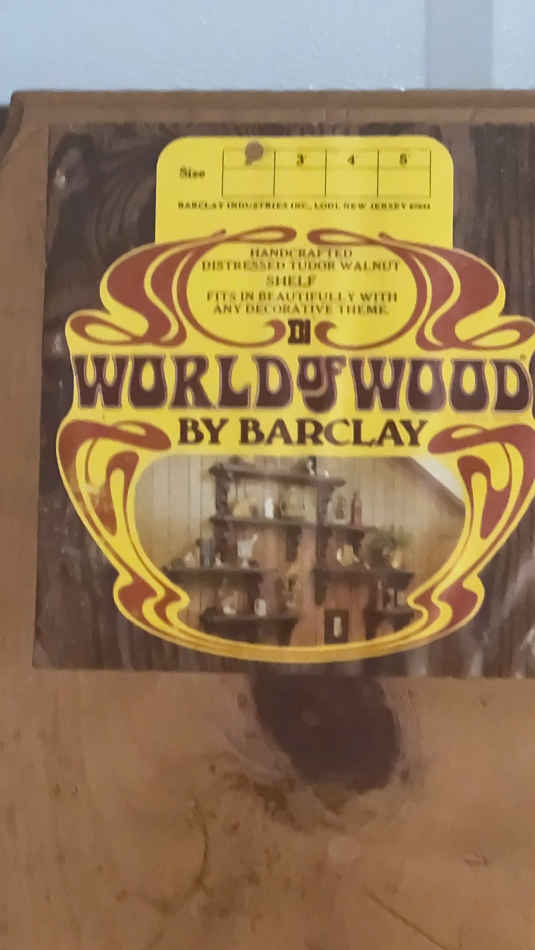 Size 3' 4' 5'
BARCLAY INDUSTRIES INC., LODI, NEW JERSEY
HANDCRAFTED
DISTRESSED TUDOR WALNUT
SHELF
FITS IN BEAUTIFULLY WITH
ANY DECORATIVE THEME.
WORLD OF WOOD
BY BARCLAY